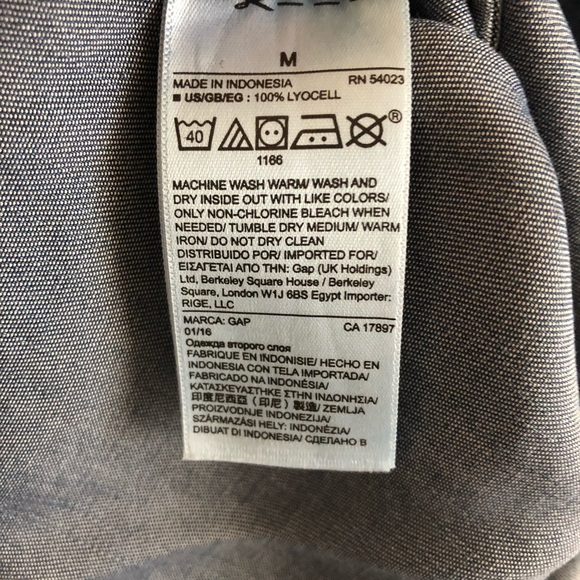 M
MADE IN INDONESIA RN 54023
■ US/GB/EG : 100% LYOCELL
40 ®
1166
MACHINE WASH WARM/ WASH AND
DRY INSIDE OUT WITH LIKE COLORS/
ONLY NON-CHLORINE BLEACH WHEN
NEEDED/ TUMBLE DRY MEDIUM/ WARM
IRON/ DO NOT DRY CLEAN
DISTRIBUIDO POR/ IMPORTED FOR/
ΕΙΣΑΓΕΤΑΙ ΑΠΟ ΤΗΝ: Gap (UK Holdings)
Ltd, Berkeley Square House / Berkeley
Square, London W1J 6BS Egypt Importer:
RIGE, LLC
MARCA: GAP CA 17897
01/16
Одежда второго слоя
FABRIQUE EN INDONISIE/ HECHO EN
INDONESIA CON TELA IMPORTADA/
FABRICADO NA INDONÉSIA/
ΚΑΤΑΣΚΕΥΑΣΤΗΚΕ ΣΤΗΝ ΙΝΔΟΝΗΣΙΑ/
印度尼西亚（印尼）製造/ ZEMLJA
PROIZVODNJE INDONEZIJA/
SZÁRMAZÁSI HELY: INDONÉZIA/
DIBUAT DI INDONESIA/ СДЕЛАНО В